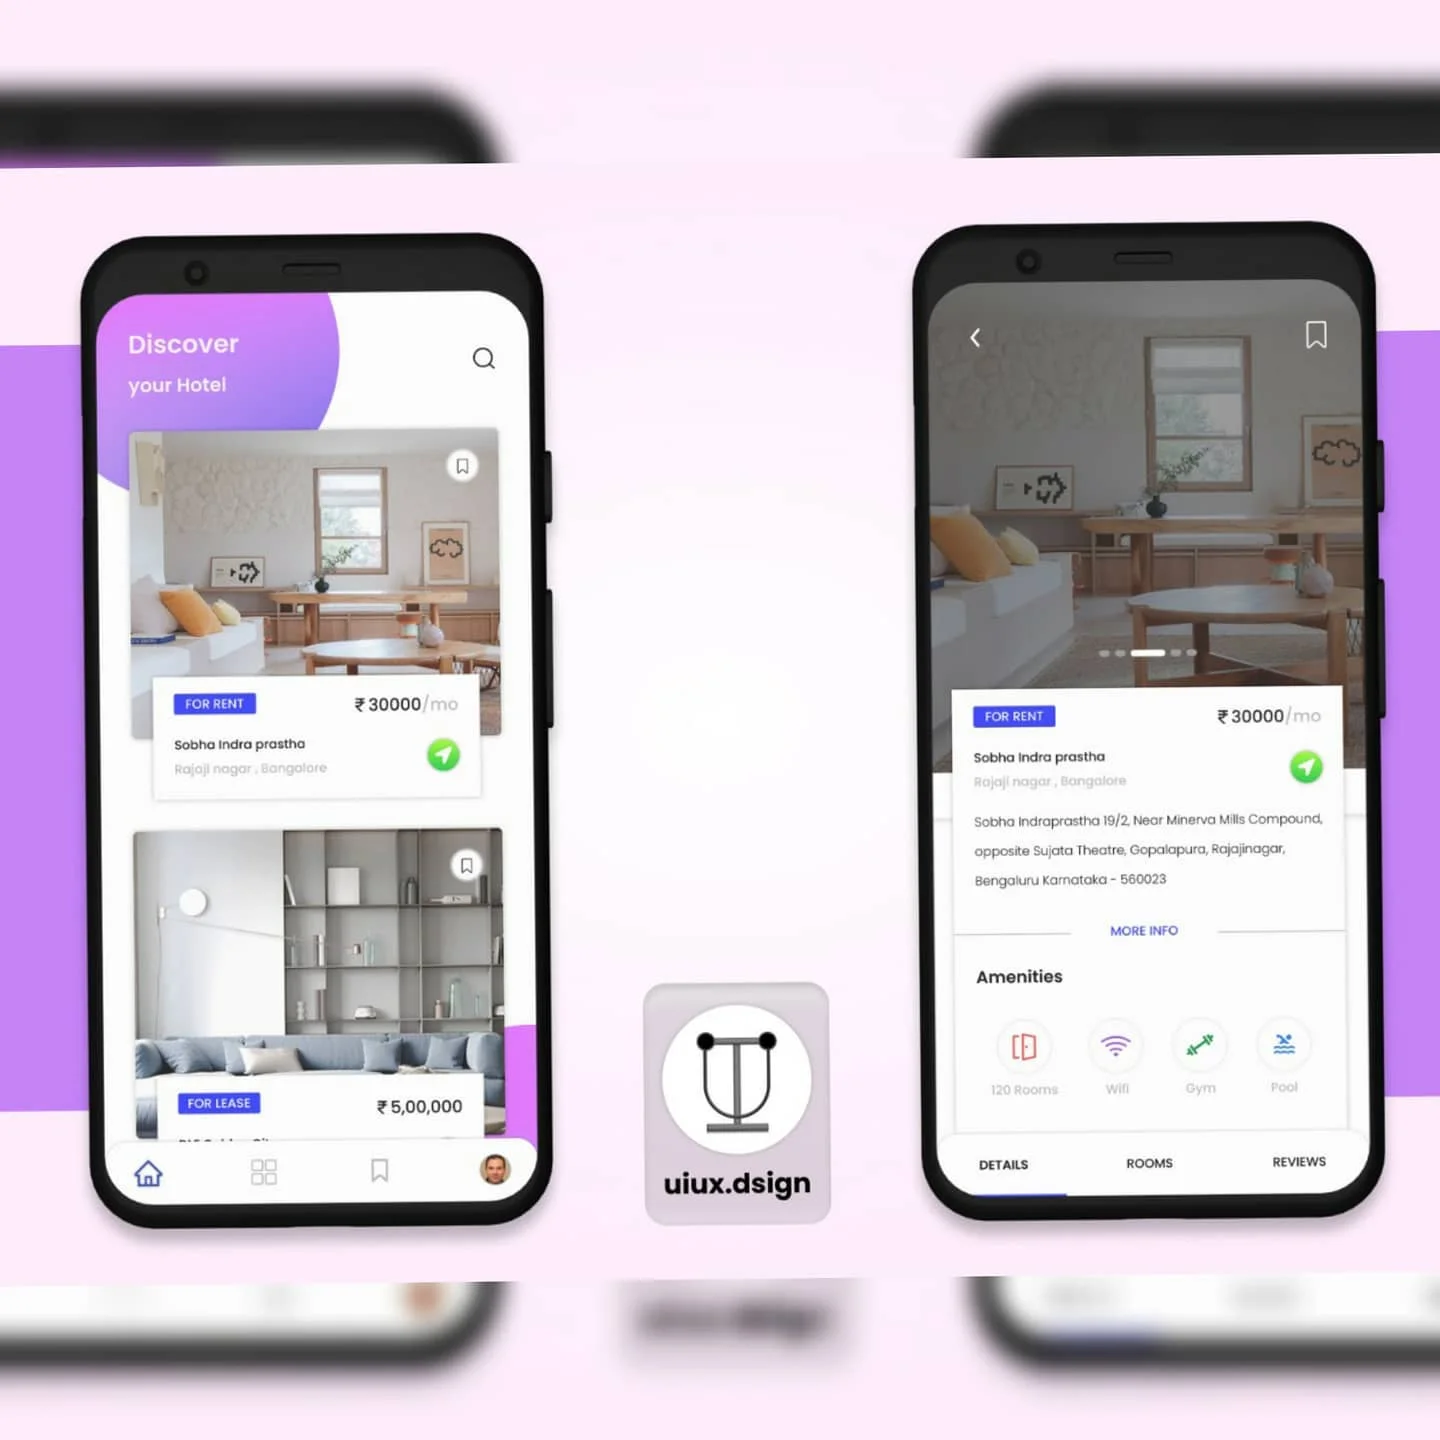 Discover
your Hotel
FOR RENT
₹ 30000/mo
Sobha Indra prastha
Rajaji nagar , Bangalore
FOR LEASE
₹ 5,00,000
uiux.dsign
FOR RENT
₹ 30000/mo
Sobha Indra prastha
Rajaji nagar , Bangalore
Sobha Indraprastha 19/2, Near Minerva Mills Compound,
opposite Sujata Theatre, Gopalapura, Rajajinagar,
Bengaluru Karnataka - 560023
MORE INFO
Amenities
120 Rooms
Wifi
Gym
Pool
DETAILS
ROOMS
REVIEWS